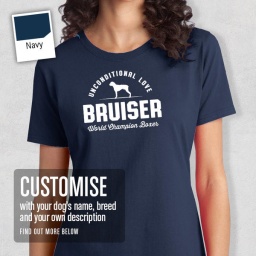 Navy
UNCONDITIONAL LOVE
BRUISER
World Champion Boxer
CUSTOMISE
with your dog's name, breed
and your own description
FIND OUT MORE BELOW